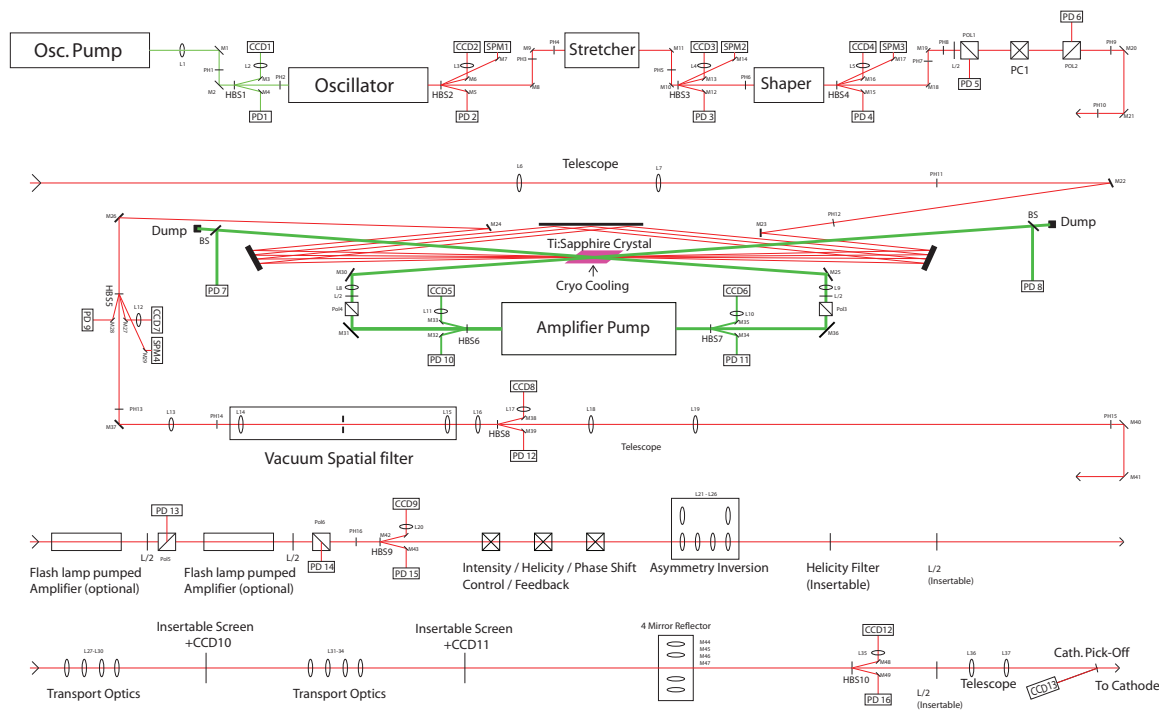 Osc. Pump
L1
M1
PH1
M2
HBS1
CCD1
L2
M3
M4
PD1
PH2
Oscillator
HBS2
CCD2
SPM1
L3
M7
M6
M5
PD 2
M9
PH3
PH4
M8
Stretcher
M11
PH5
M10
HBS3
CCD3
SPM2
L4
M14
M13
M12
PD 3
PH6
Shaper
HBS4
CCD4
SPM3
L5
M17
M16
M15
PD 4
M19
PH7
M18
PH8
L/2
POL1
PD 5
PC1
PD 6
POL2
PH9
M20
PH10
M21
Telescope
L6
L7
PH11
M22
M26
M24
M23
PH12
Dump
BS
Ti:Sapphire Crystal
Cryo Cooling
BS
Dump
PD 7
PD 8
M30
L8
L/2
Pol4
M31
CCD5
L11
M33
M32
HBS6
PD 10
Amplifier Pump
CCD6
L10
M35
M34
HBS7
PD 11
M25
L9
L/2
Pol3
M36
HBS5
PD 9
M28
M27
L12
CCD7
M29
SPM4
PH13
M37
L13
PH14
L14
L15
Vacuum Spatial filter
L16
HBS8
CCD8
L17
M38
M39
PD 12
L18
Telescope
L19
PH15
M40
M41
Flash lamp pumped
Amplifier (optional)
L/2
PD 13
Pol5
Flash lamp pumped
Amplifier (optional)
L/2
Pol6
PD 14
PH16
HBS9
CCD9
L20
M42
M43
PD 15
Intensity / Helicity / Phase Shift
Control / Feedback
L21 - L26
Asymmetry Inversion
Helicity Filter
(Insertable)
L/2
(Insertable)
L27-L30
Transport Optics
Insertable Screen
+CCD10
L31-34
Transport Optics
Insertable Screen
+CCD11
4 Mirror Reflector
M44
M45
M46
M47
HBS10
CCD12
L35
M48
M49
PD 16
L/2
(Insertable)
L36
L37
Telescope
Cath. Pick-Off
CCD13
To Cathode